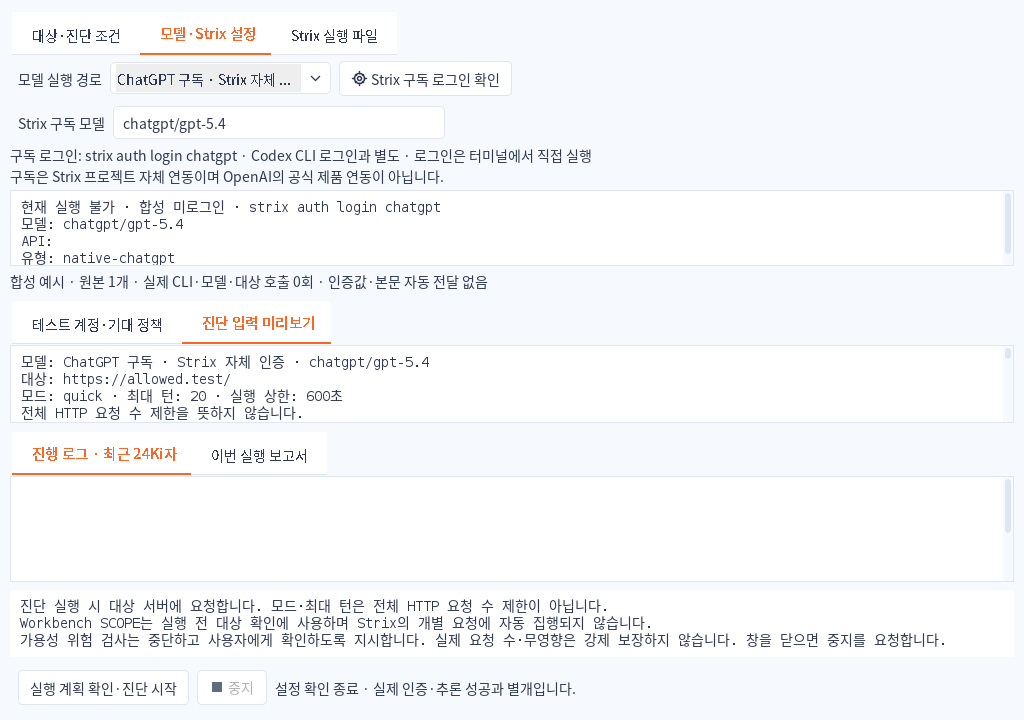 대상·진단 조건 모델·Strix 설정 Strix 실행 파일
모델 실행 경로 ChatGPT 구독 · Strix 자체 ... Strix 구독 로그인 확인
Strix 구독 모델 chatgpt/gpt-5.4
구독 로그인: strix auth login chatgpt · Codex CLI 로그인과 별도 · 로그인은 터미널에서 직접 실행
구독은 Strix 프로젝트 자체 연동이며 OpenAI의 공식 제품 연동이 아닙니다.
현재 실행 불가 · 합성 미로그인 · strix auth login chatgpt
모델: chatgpt/gpt-5.4
API:
유형: native-chatgpt
합성 예시 · 원본 1개 · 실제 CLI·모델·대상 호출 0회 · 인증값·본문 자동 전달 없음
테스트 계정·기대 정책 진단 입력 미리보기
모델: ChatGPT 구독 · Strix 자체 인증 · chatgpt/gpt-5.4
대상: https://allowed.test/
모드: quick · 최대 턴: 20 · 실행 상한: 600초
전체 HTTP 요청 수 제한을 뜻하지 않습니다.
진행 로그 · 최근 24Ki자 이번 실행 보고서
진단 실행 시 대상 서버에 요청합니다. 모드·최대 턴은 전체 HTTP 요청 수 제한이 아닙니다.
Workbench SCOPE는 실행 전 대상 확인에 사용하며 Strix의 개별 요청에 자동 집행되지 않습니다.
가용성 위험 검사는 중단하고 사용자에게 확인하도록 지시합니다. 실제 요청 수·무영향은 강제 보장하지 않습니다. 창을 닫으면 중지를 요청합니다.
실행 계획 확인·진단 시작 중지 설정 확인 종료 · 실제 인증·추론 성공과 별개입니다.